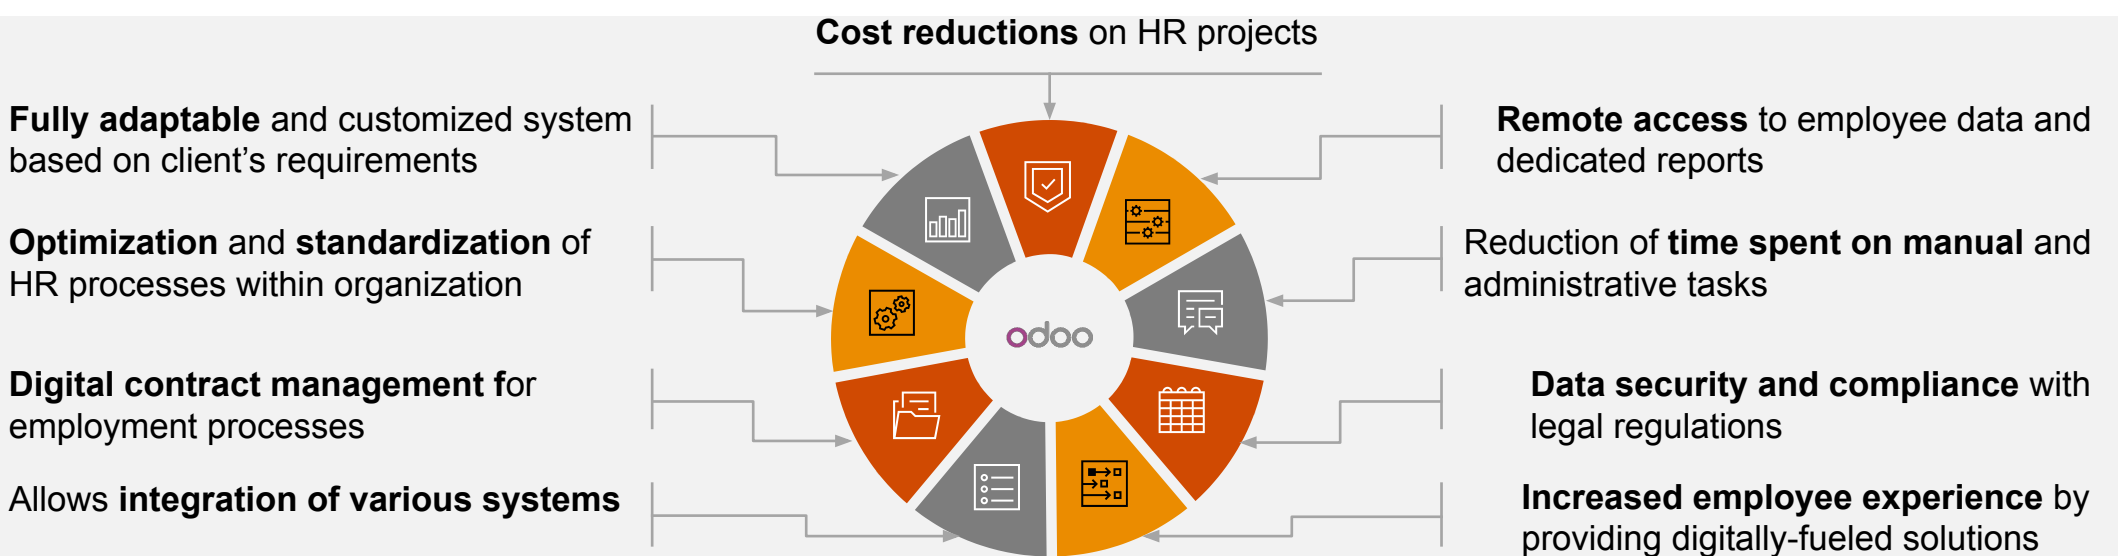 Cost reductions on HR projects
Fully adaptable and customized system
based on client's requirements
Optimization and standardization of
HR processes within organization
Digital contract management for
employment processes
Allows integration of various systems
odoo
Remote access to employee data and
dedicated reports
Reduction of time spent on manual and
administrative tasks
Data security and compliance with
legal regulations
Increased employee experience by
providing digitally-fueled solutions